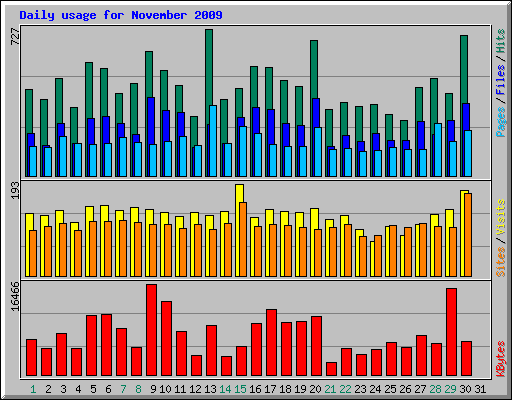 Daily usage for November 2009
727
Pages / Files / Hits
193
Sites / Visits
16466
KBytes
1 2 3 4 5 6 7 8 9 10 11 12 13 14 15 16 17 18 19 20 21 22 23 24 25 26 27 28 29 30 31